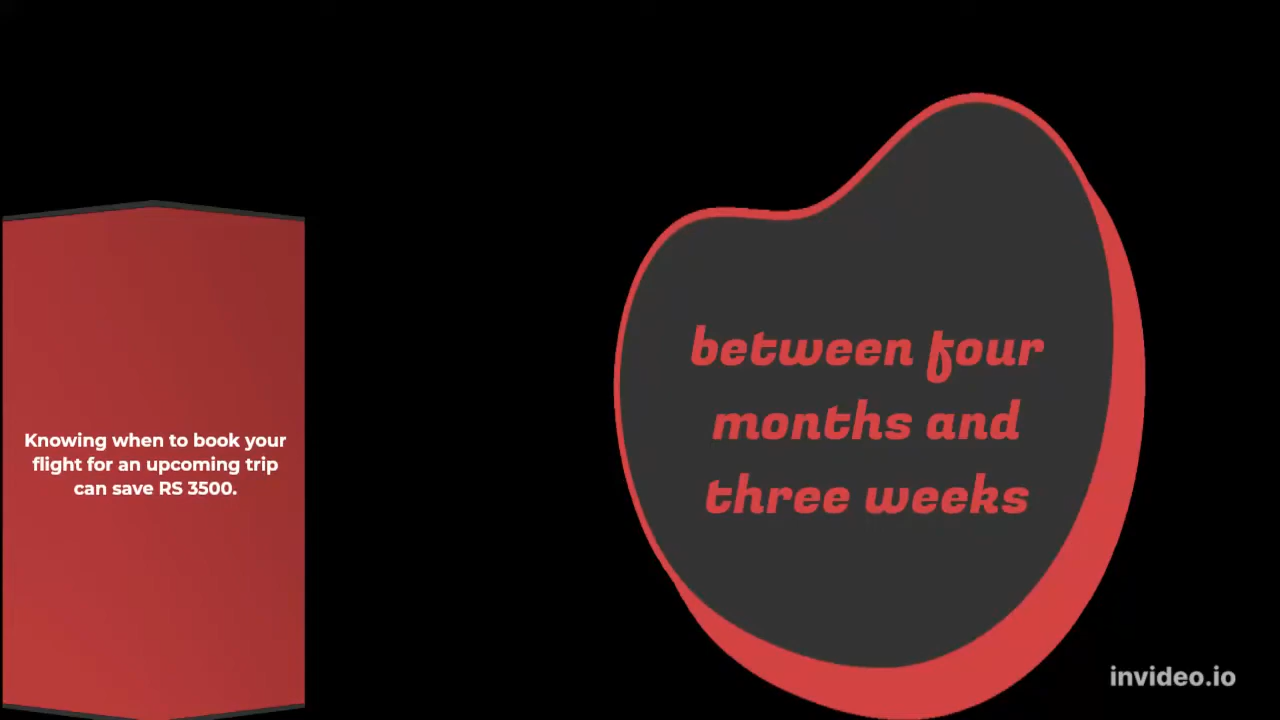 Knowing when to book your
flight for an upcoming trip
can save RS 3500.
between four
months and
three weeks
invideo.io